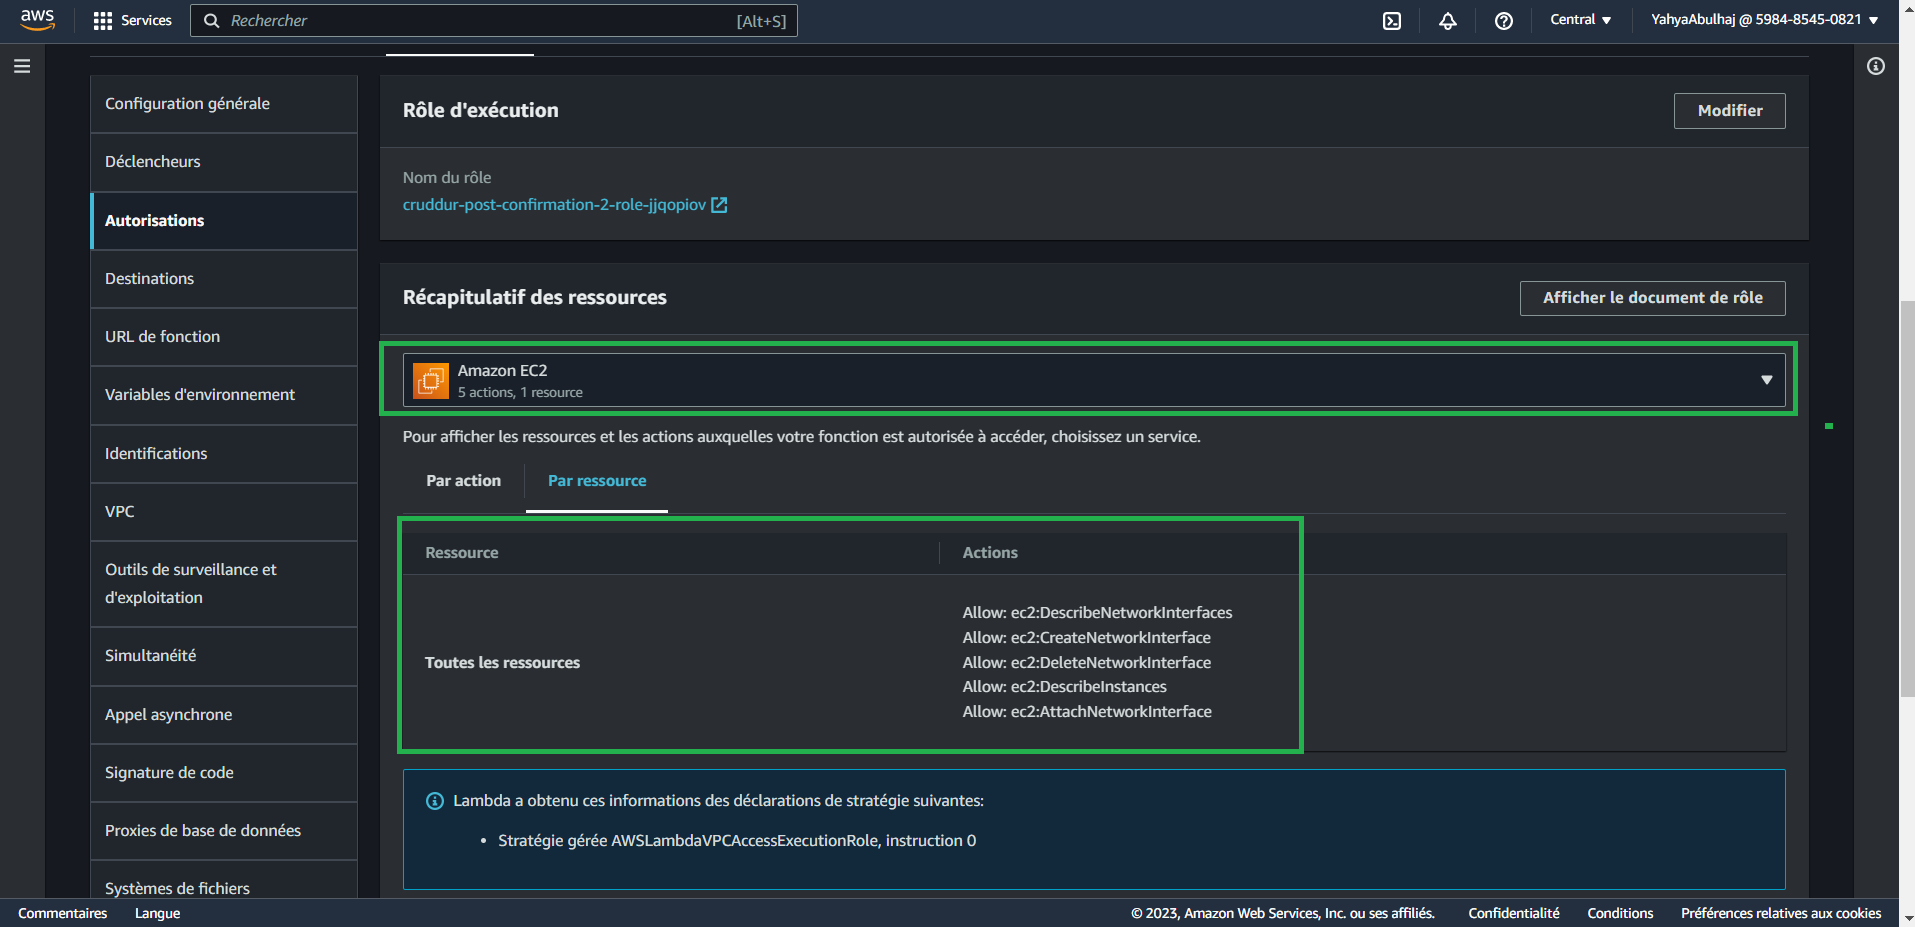 aws
Services
Rechercher
[Alt+S]
Central
YahyaAbulhaj @ 5984-8545-0821
Configuration générale
Déclencheurs
Autorisations
Destinations
URL de fonction
Variables d'environnement
Identifications
VPC
Outils de surveillance et
d'exploitation
Simultanéité
Appel asynchrone
Signature de code
Proxies de base de données
Systèmes de fichiers
Rôle d'exécution
Modifier
Nom du rôle
cruddur-post-confirmation-2-role-jjqopiov
Récapitulatif des ressources
Afficher le document de rôle
Amazon EC2
5 actions, 1 resource
Pour afficher les ressources et les actions auxquelles votre fonction est autorisée à accéder, choisissez un service.
Par action
Par ressource
Ressource
Actions
Toutes les ressources
Allow: ec2:DescribeNetworkInterfaces
Allow: ec2:CreateNetworkInterface
Allow: ec2:DeleteNetworkInterface
Allow: ec2:DescribeInstances
Allow: ec2:AttachNetworkInterface
Lambda a obtenu ces informations des déclarations de stratégie suivantes:
• Stratégie gérée AWSLambdaVPCAccessExecutionRole, instruction 0
Commentaires
Langue
© 2023, Amazon Web Services, Inc. ou ses affiliés.
Confidentialité
Conditions
Préférences relatives aux cookies